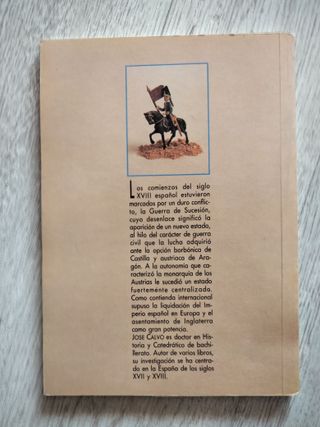 Los comienzos del siglo
XVIII español estuvieron
marcados por un duro conflic-
to, la Guerra de Sucesión,
cuyo desenlace significó la
aparición de un nuevo estado,
al hilo del carácter de guerra
civil que la lucha adquirió
ante la opción borbónica de
Castilla y austriaca de Ara-
gón. A la autonomía que ca-
racterizó la monarquía de los
Austrias le sucedió un estado
fuertemente centralizado.
Como contienda internacional
supuso la liquidación del Im-
perio español en Europa y el
asentamiento de Inglaterra
como gran potencia.
JOSE CALVO es doctor en His-
toria y Catedrático de bachi-
llerato. Autor de varios libros,
su investigación se ha cen-
trado en la España de los siglos
XVII y XVIII.